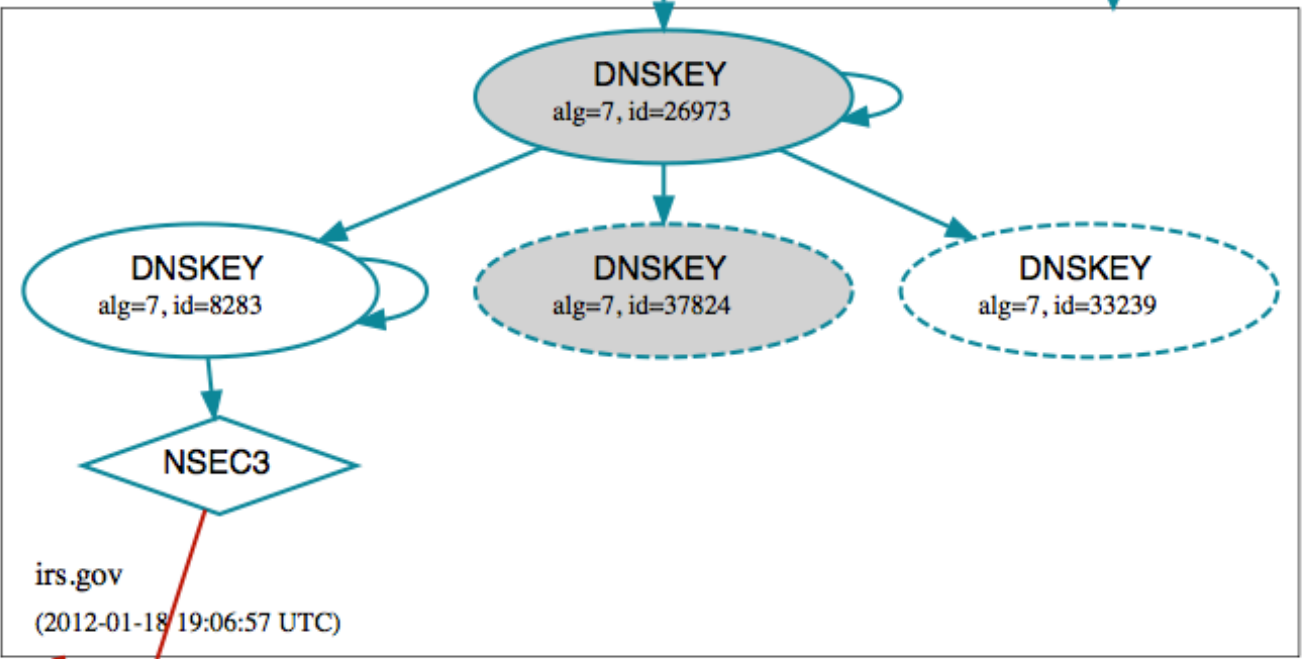 DNSKEY
alg=7, id=26973
DNSKEY
alg=7, id=8283
DNSKEY
alg=7, id=37824
DNSKEY
alg=7, id=33239
NSEC3
irs.gov
(2012-01-18 19:06:57 UTC)